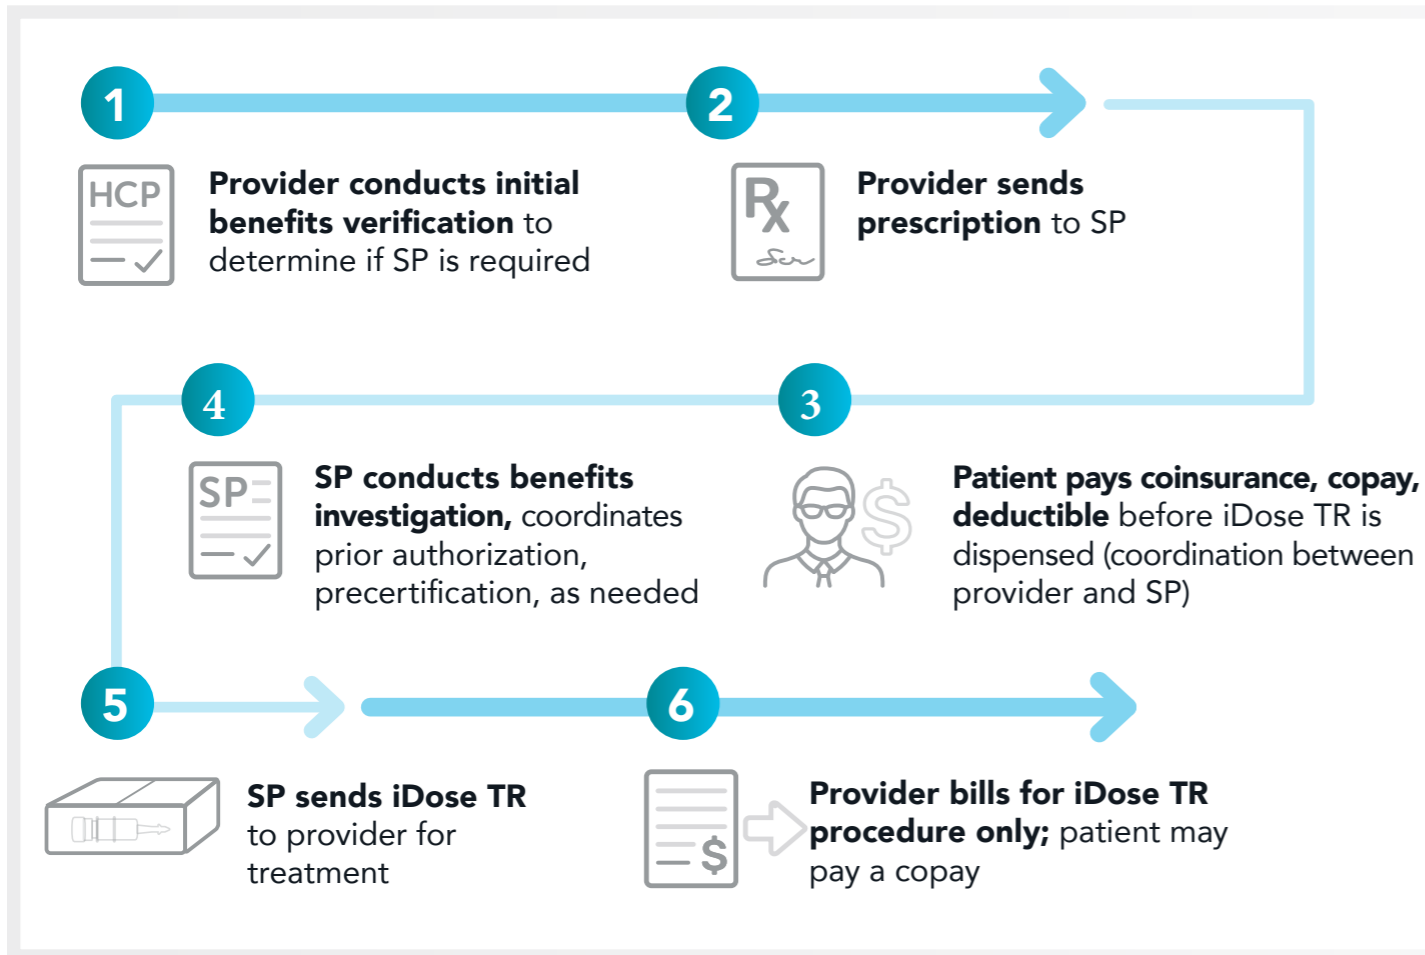 1
HCP
Provider conducts initial
benefits verification to
determine if SP is required
2
Rx
Provider sends
prescription to SP
3
$
Patient pays coinsurance, copay,
deductible before iDose TR is
dispensed (coordination between
provider and SP)
4
SP
SP conducts benefits
investigation, coordinates
prior authorization,
precertification, as needed
5
SP sends iDose TR
to provider for
treatment
6
$
Provider bills for iDose TR
procedure only; patient may
pay a copay